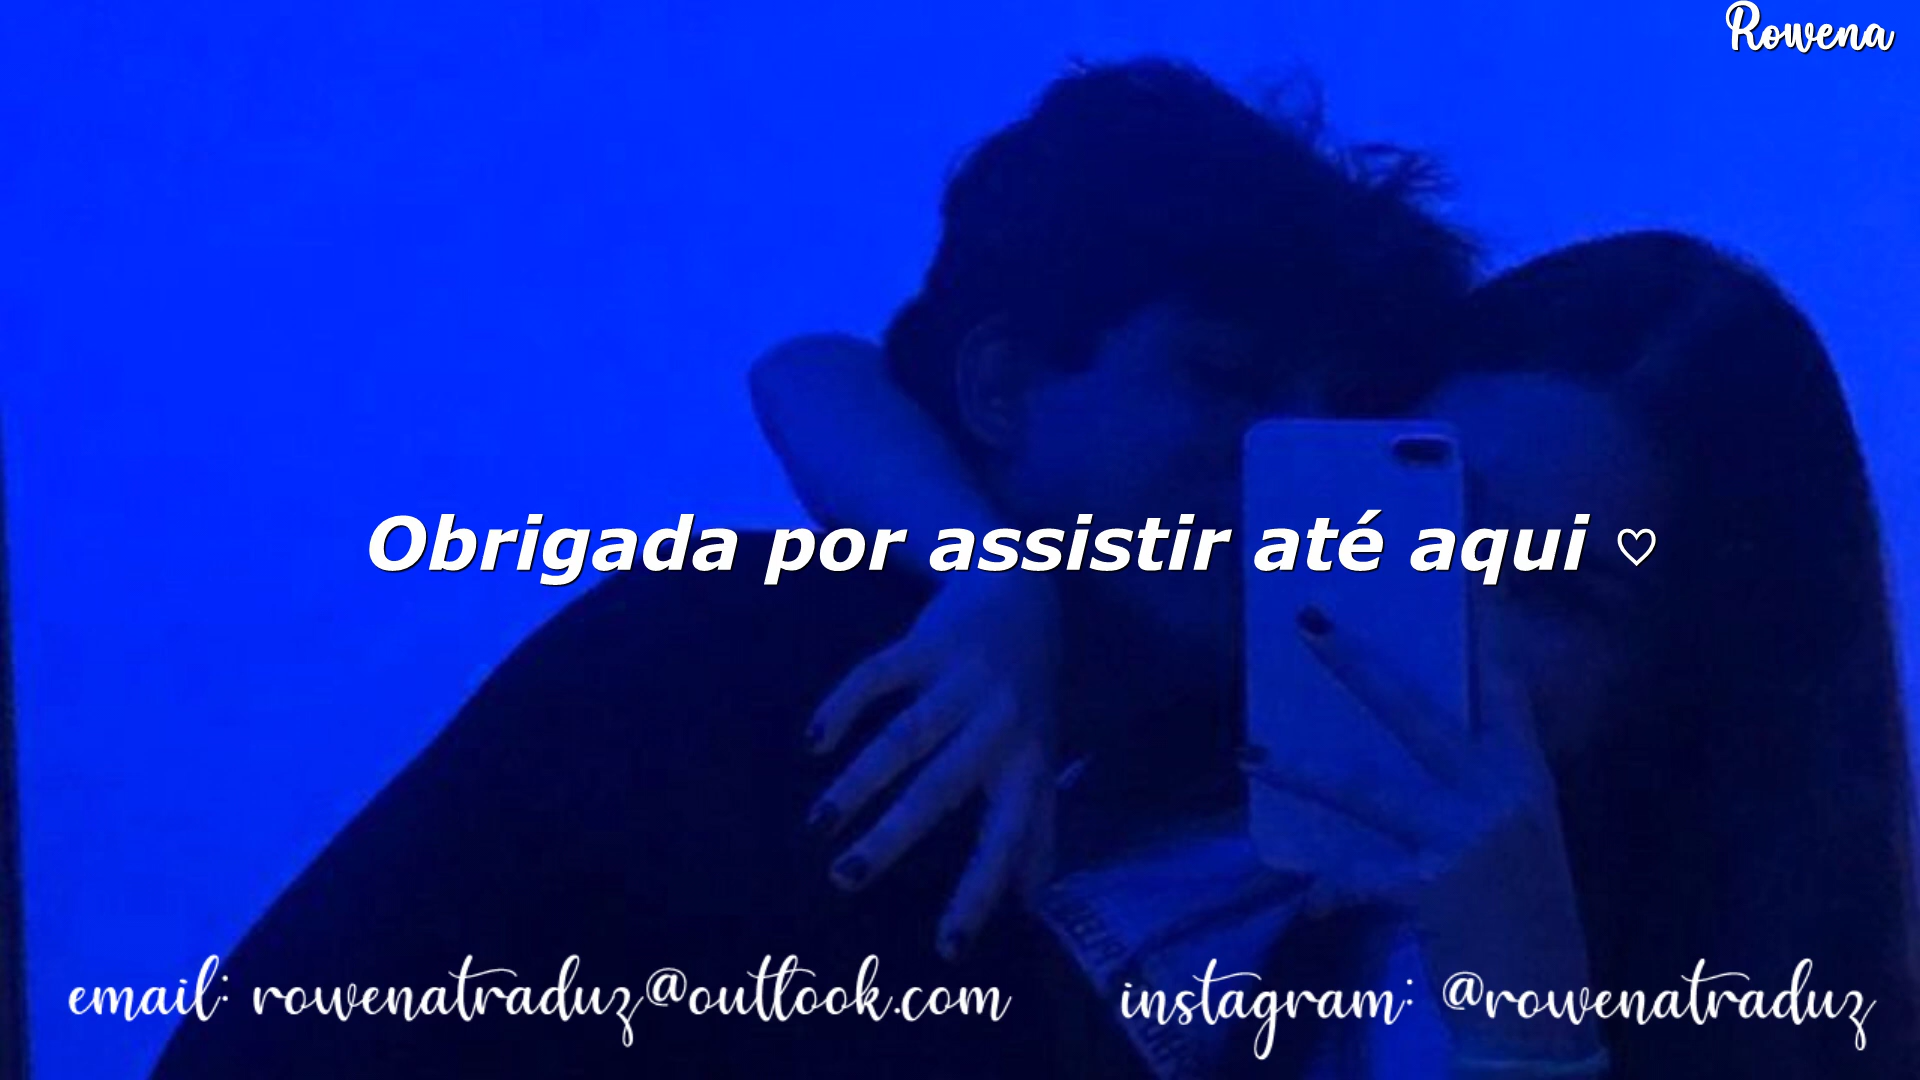 Rowena
Obrigada por assistir até aqui ♡
email: rowenatraduz@outlook.com
instagram: @rowenatraduz